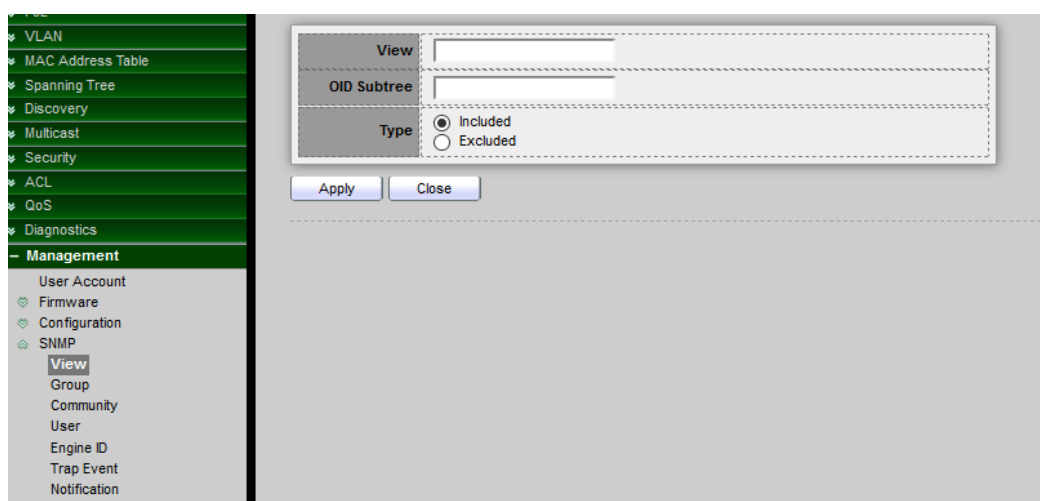 VLAN
MAC Address Table
Spanning Tree
Discovery
Multicast
Security
ACL
QoS
Diagnostics
Management
User Account
Firmware
Configuration
SNMP
View
Group
Community
User
Engine ID
Trap Event
Notification
View
OID Subtree
Type
Included
Excluded
Apply
Close